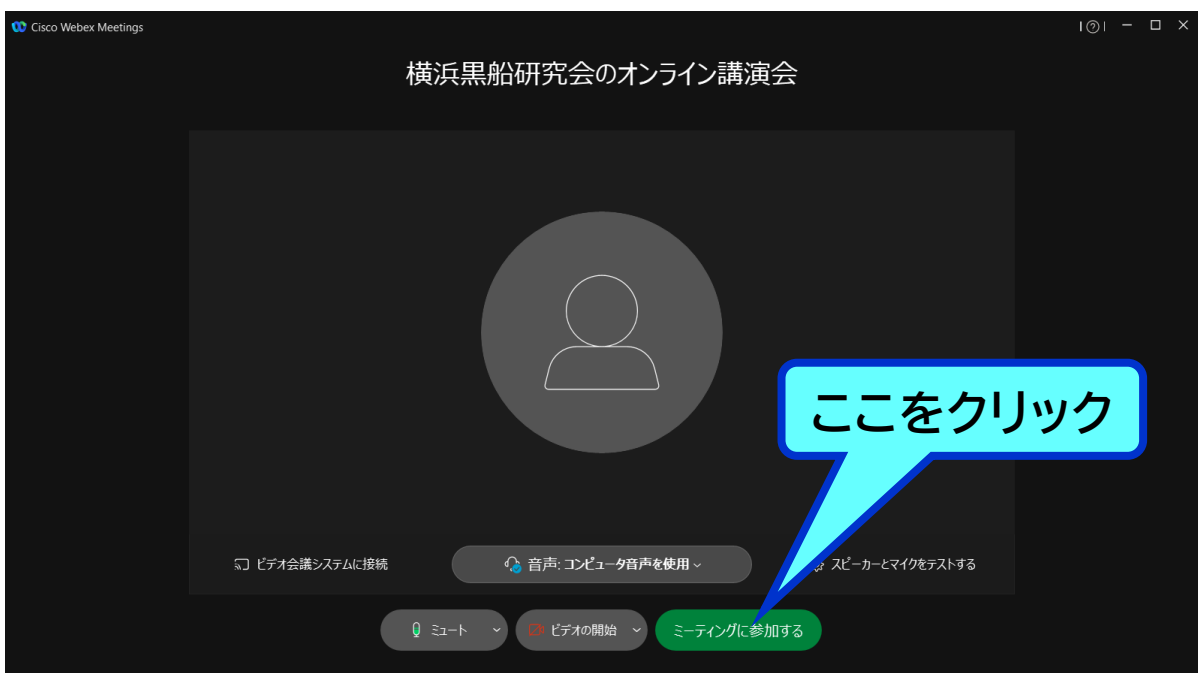 Cisco Webex Meetings
横浜黒船研究会のオンライン講演会
ここをクリック
ビデオ会議システムに接続
音声: コンピュータ音声を使用
スピーカーとマイクをテストする
ミュート
ビデオの開始
ミーティングに参加する